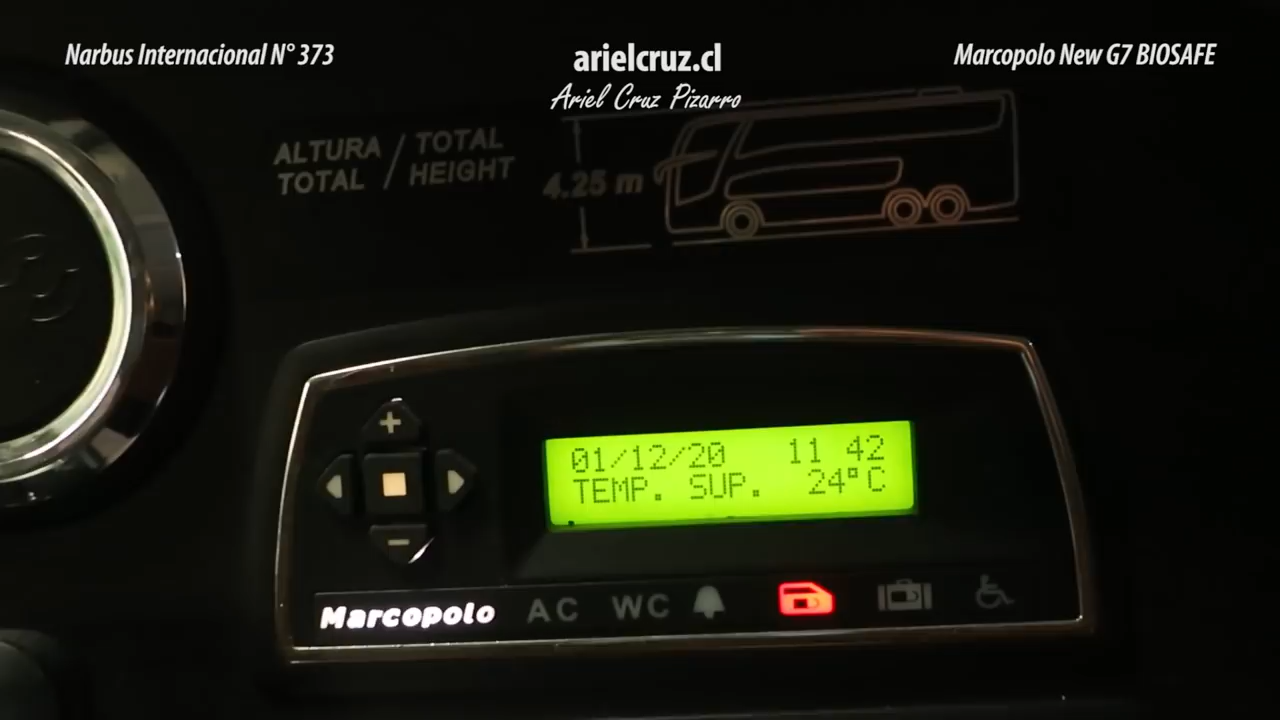 Narbus Internacional N° 373
arielcruz.cl
Ariel Cruz Pizarro
Marcopolo New G7 BIOSAFE
ALTURA TOTAL / TOTAL HEIGHT
4.25 m
+
01/12/20 11 42
TEMP. SUP. 24°C
-
Marcopolo AC WC